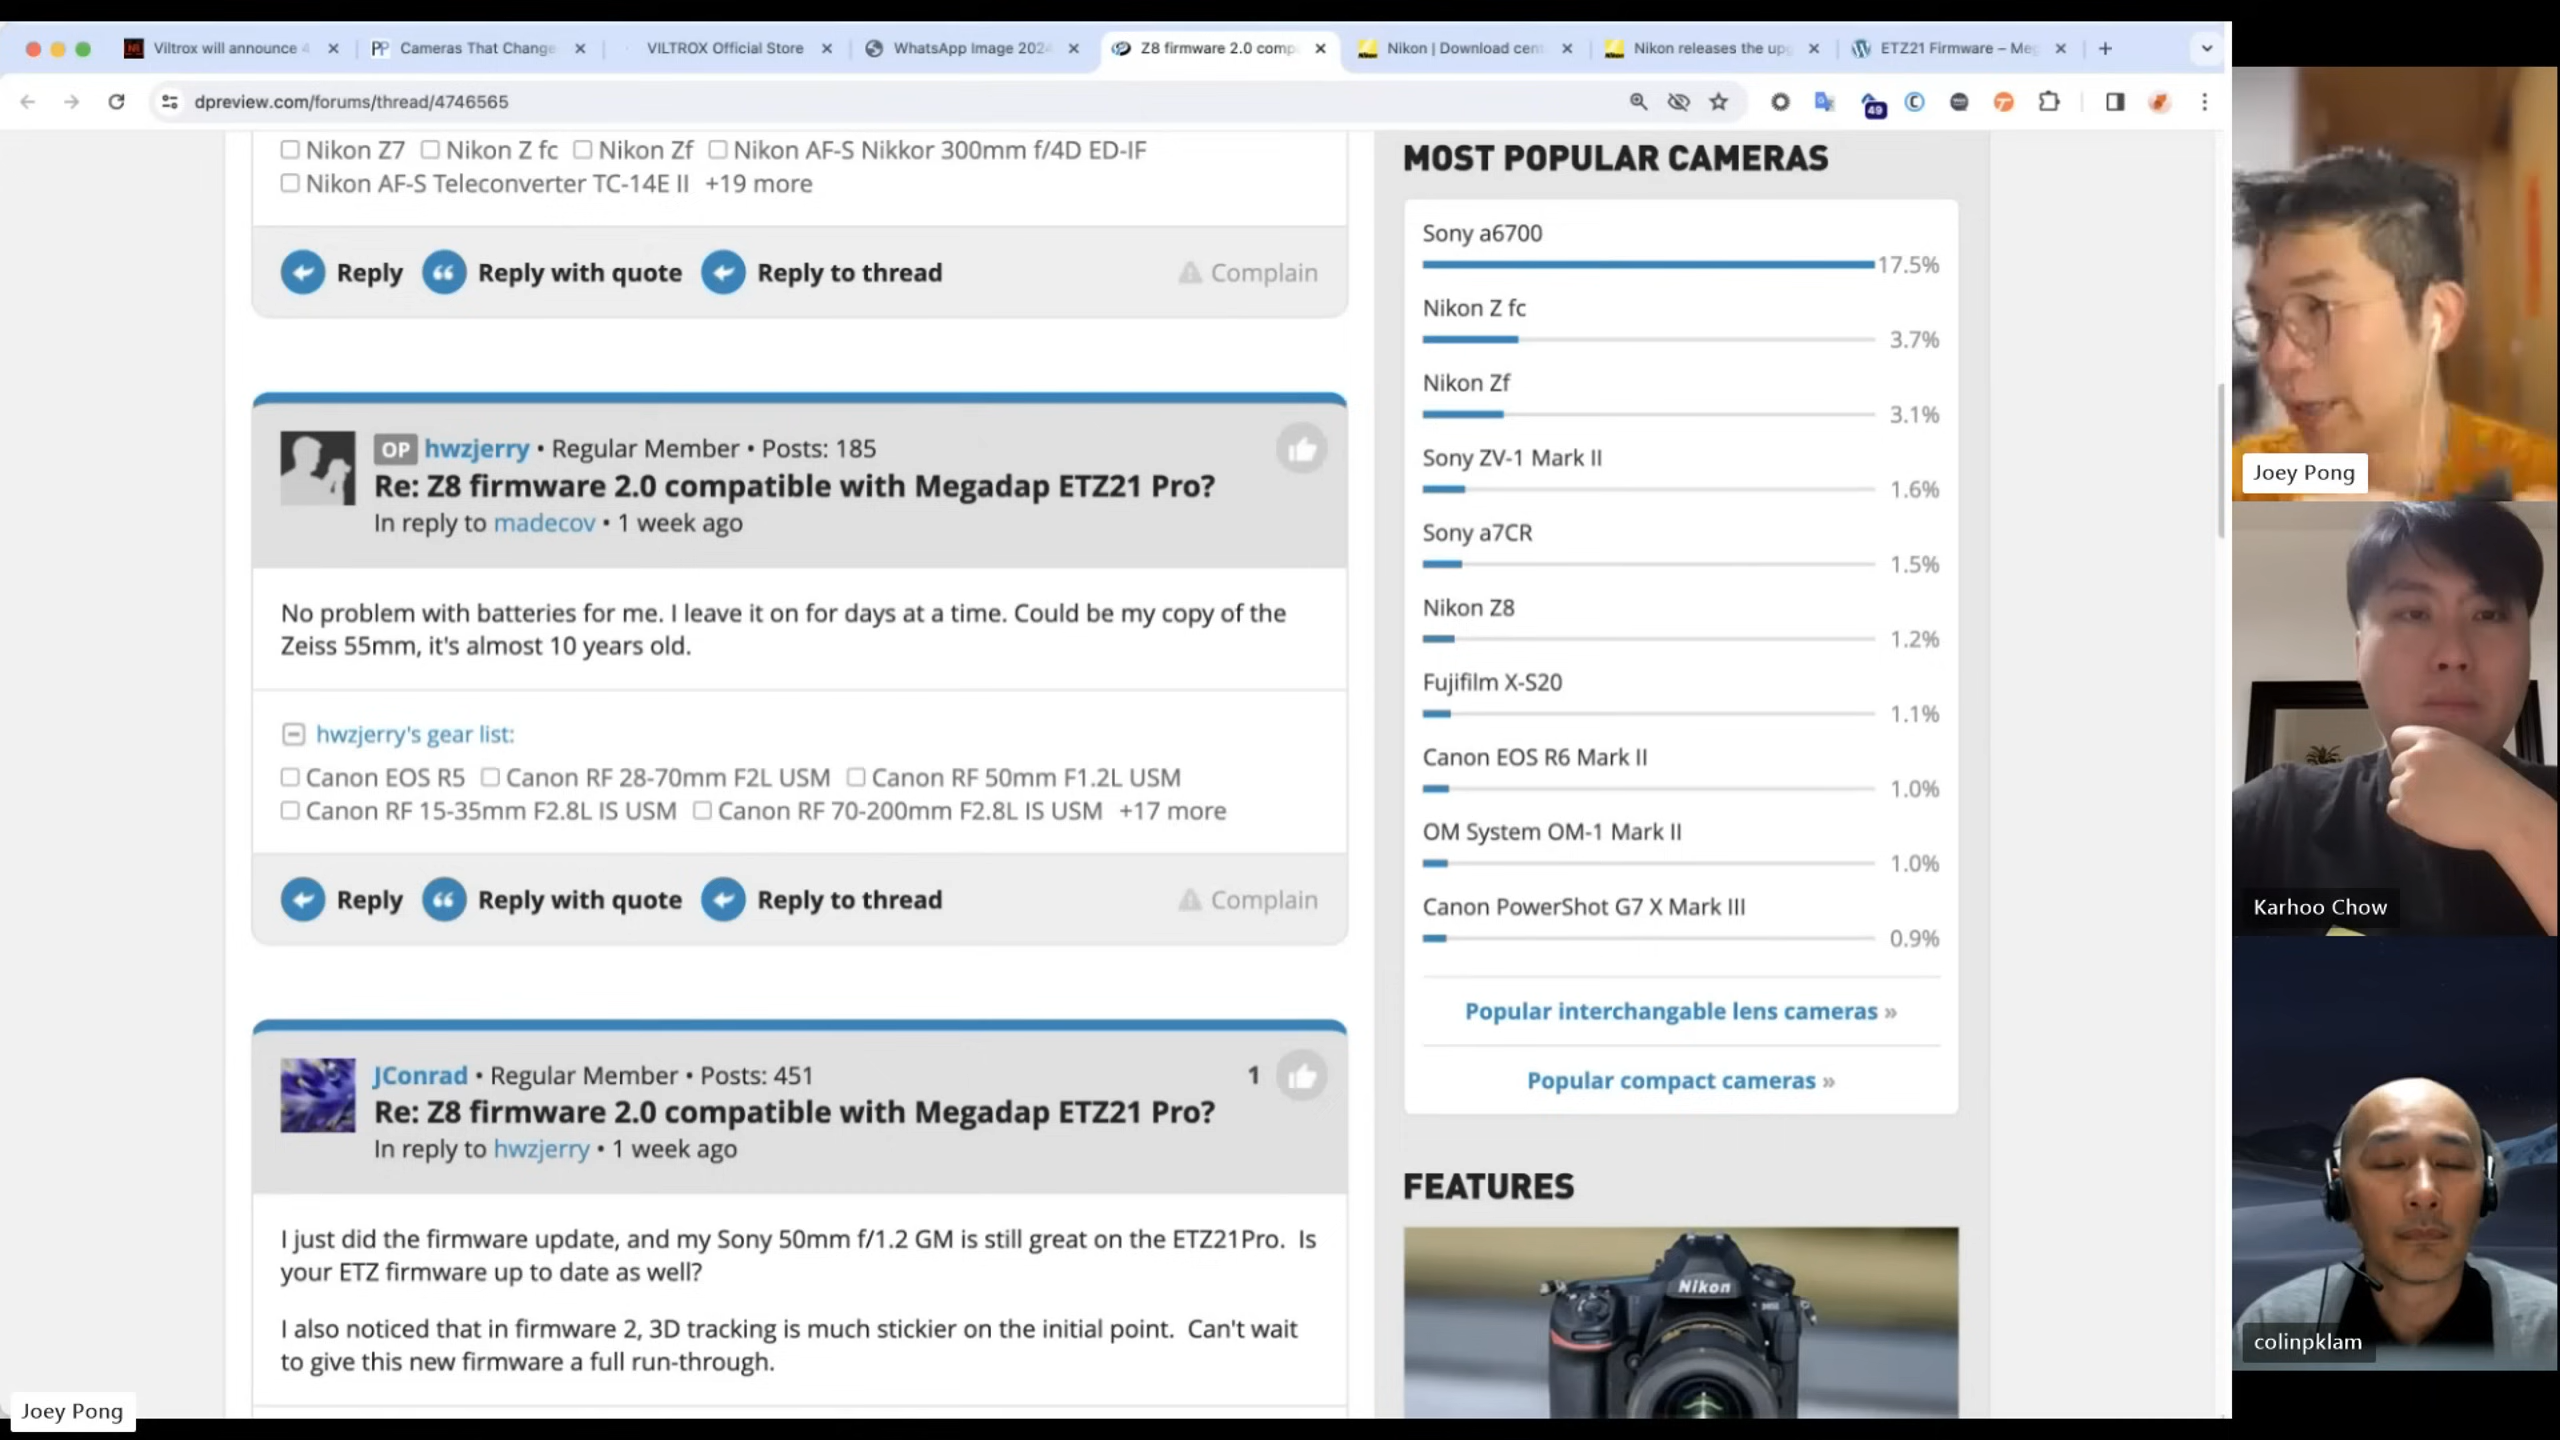 Viltrox will announce 4
Cameras That Change
VILTROX Official Store
WhatsApp Image 2024
Z8 firmware 2.0 comp
Nikon | Download cent
Nikon releases the upg
ETZ21 Firmware – Meg
dpreview.com/forums/thread/4746565
49
Nikon Z7 Nikon Z fc Nikon Zf Nikon AF-S Nikkor 300mm f/4D ED-IF
Nikon AF-S Teleconverter TC-14E II +19 more
Reply Reply with quote Reply to thread Complain
OP hwzjerry • Regular Member • Posts: 185
Re: Z8 firmware 2.0 compatible with Megadap ETZ21 Pro?
In reply to madecov • 1 week ago
No problem with batteries for me. I leave it on for days at a time. Could be my copy of the
Zeiss 55mm, it's almost 10 years old.
hwzjerry's gear list:
Canon EOS R5 Canon RF 28-70mm F2L USM Canon RF 50mm F1.2L USM
Canon RF 15-35mm F2.8L IS USM Canon RF 70-200mm F2.8L IS USM +17 more
Reply Reply with quote Reply to thread Complain
JConrad • Regular Member • Posts: 451 1
Re: Z8 firmware 2.0 compatible with Megadap ETZ21 Pro?
In reply to hwzjerry • 1 week ago
I just did the firmware update, and my Sony 50mm f/1.2 GM is still great on the ETZ21Pro. Is
your ETZ firmware up to date as well?
I also noticed that in firmware 2, 3D tracking is much stickier on the initial point. Can't wait
to give this new firmware a full run-through.
MOST POPULAR CAMERAS
Sony a6700
17.5%
Nikon Z fc
3.7%
Nikon Zf
3.1%
Sony ZV-1 Mark II
1.6%
Sony a7CR
1.5%
Nikon Z8
1.2%
Fujifilm X-S20
1.1%
Canon EOS R6 Mark II
1.0%
OM System OM-1 Mark II
1.0%
Canon PowerShot G7 X Mark III
0.9%
Popular interchangable lens cameras »
Popular compact cameras »
FEATURES
Nikon
Joey Pong
Karhoo Chow
colinpklam
Joey Pong